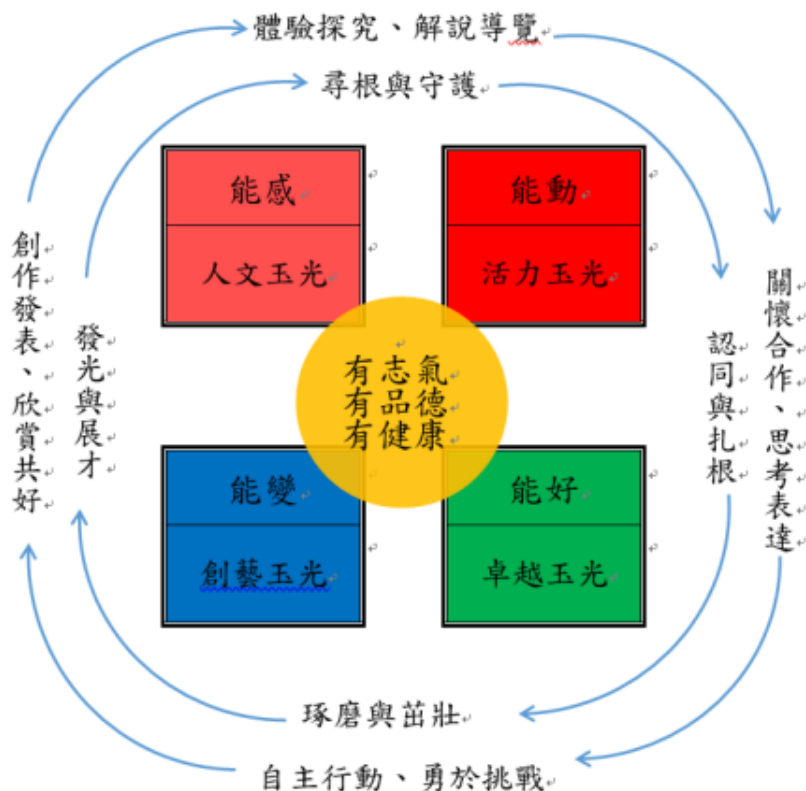 體驗探究、解說導覽
尋根與守護
能感
人文玉光
能動
活力玉光
有志氣
有品德
有健康
能變
創藝玉光
能好
卓越玉光
關懷合作、思考表達
認同與扎根
琢磨與茁壯
自主行動、勇於挑戰
創作發表、欣賞共好
發光與展才